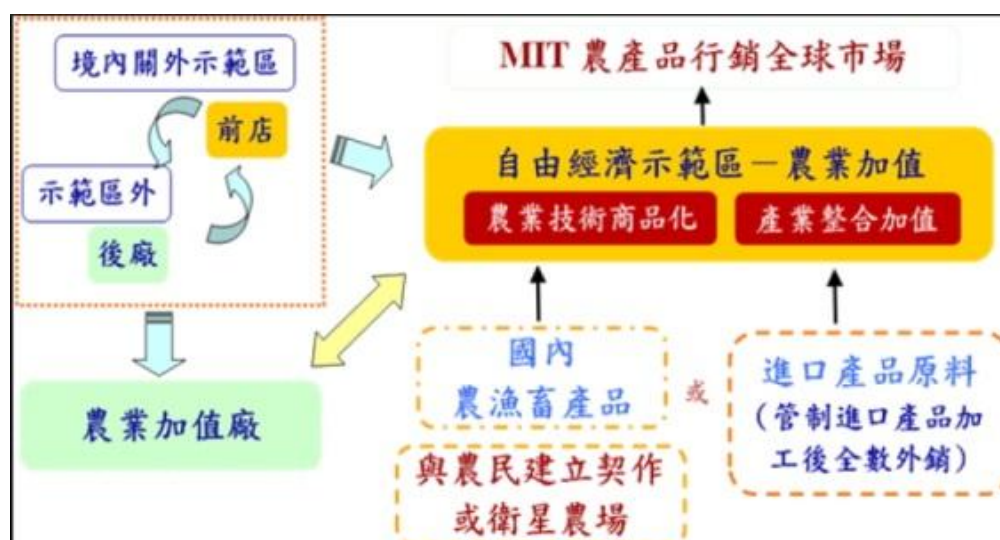 境內關外示範區
前店
示範區外
後廠
農業加值廠
MIT 農產品行銷全球市場
自由經濟示範區－農業加值
農業技術商品化
產業整合加值
國內
農漁畜產品
或
進口產品原料
(管制進口產品加
工後全數外銷)
與農民建立契作
或衛星農場